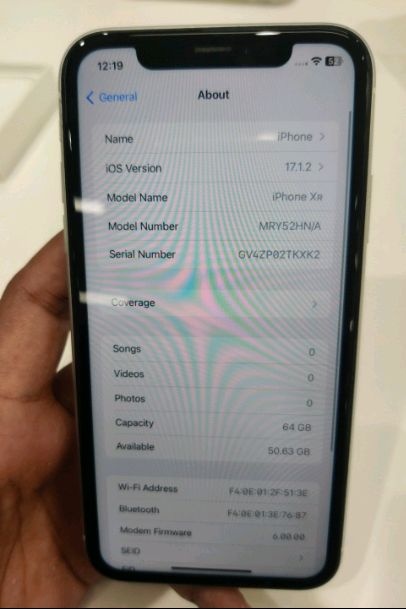 12:19
5
General
About
Name iPhone
iOS Version 17.1.2
Model Name iPhone XR
Model Number MRY52HN/A
Serial Number GV4ZP02TKXK2
Coverage
Songs 0
Videos 0
Photos 0
Capacity 64 GB
Available 50.63 GB
Wi-Fi Address F4:0E:01:2F:51:3E
Bluetooth F4:0E:01:3E:76:87
Modem Firmware 6.00.00
SEID